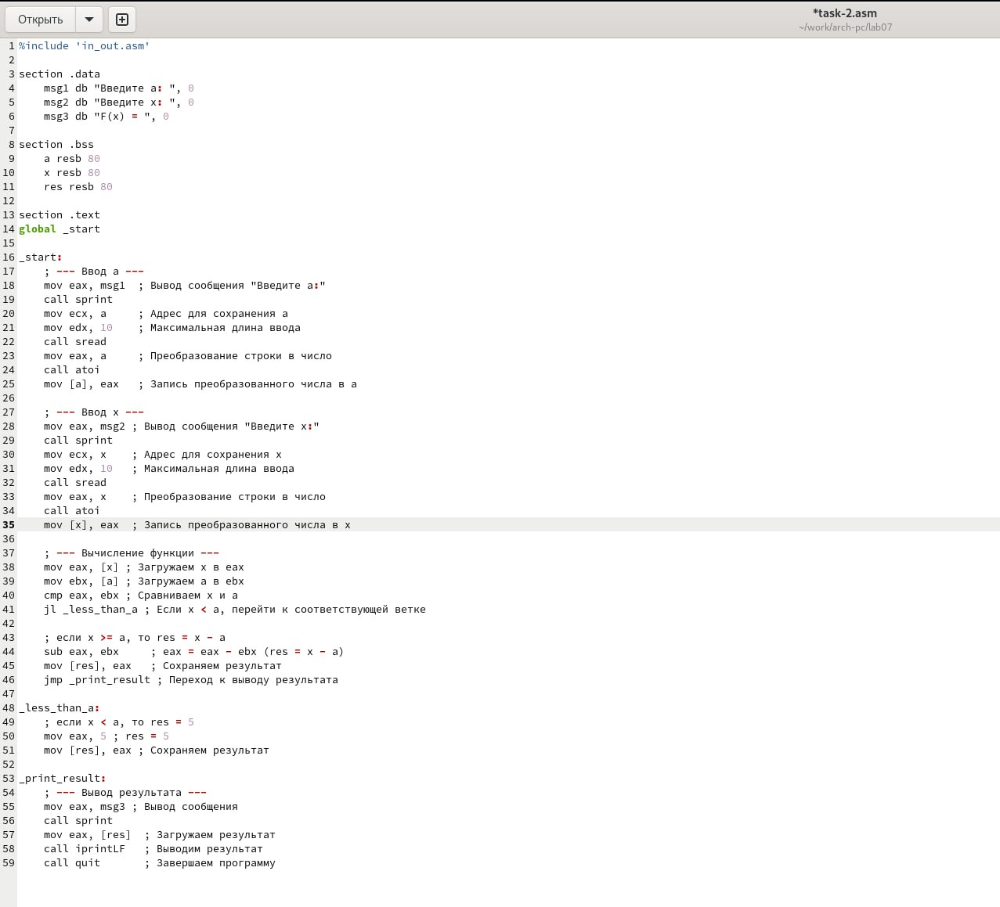 Открыть
*task-2.asm
~/work/arch-pc/lab07
1 %include 'in_out.asm'
2
3 section .data
4     msg1 db "Введите a: ", 0
5     msg2 db "Введите x: ", 0
6     msg3 db "F(x) = ", 0
7
8 section .bss
9     a resb 80
10     x resb 80
11     res resb 80
12
13 section .text
14 global _start
15
16 _start:
17     ; --- Ввод a ---
18     mov eax, msg1  ; Вывод сообщения "Введите a:"
19     call sprint
20     mov ecx, a     ; Адрес для сохранения a
21     mov edx, 10    ; Максимальная длина ввода
22     call sread
23     mov eax, a     ; Преобразование строки в число
24     call atoi
25     mov [a], eax   ; Запись преобразованного числа в a
26
27     ; --- Ввод x ---
28     mov eax, msg2 ; Вывод сообщения "Введите x:"
29     call sprint
30     mov ecx, x    ; Адрес для сохранения x
31     mov edx, 10   ; Максимальная длина ввода
32     call sread
33     mov eax, x    ; Преобразование строки в число
34     call atoi
35     mov [x], eax  ; Запись преобразованного числа в x
36
37     ; --- Вычисление функции ---
38     mov eax, [x] ; Загружаем x в eax
39     mov ebx, [a] ; Загружаем a в ebx
40     cmp eax, ebx ; Сравниваем x и a
41     jl _less_than_a ; Если x < a, перейти к соответствующей ветке
42
43     ; если x >= a, то res = x - a
44     sub eax, ebx     ; eax = eax - ebx (res = x - a)
45     mov [res], eax   ; Сохраняем результат
46     jmp _print_result ; Переход к выводу результата
47
48 _less_than_a:
49     ; если x < a, то res = 5
50     mov eax, 5 ; res = 5
51     mov [res], eax ; Сохраняем результат
52
53 _print_result:
54     ; --- Вывод результата ---
55     mov eax, msg3 ; Вывод сообщения
56     call sprint
57     mov eax, [res]  ; Загружаем результат
58     call iprintLF   ; Выводим результат
59     call quit       ; Завершаем программу